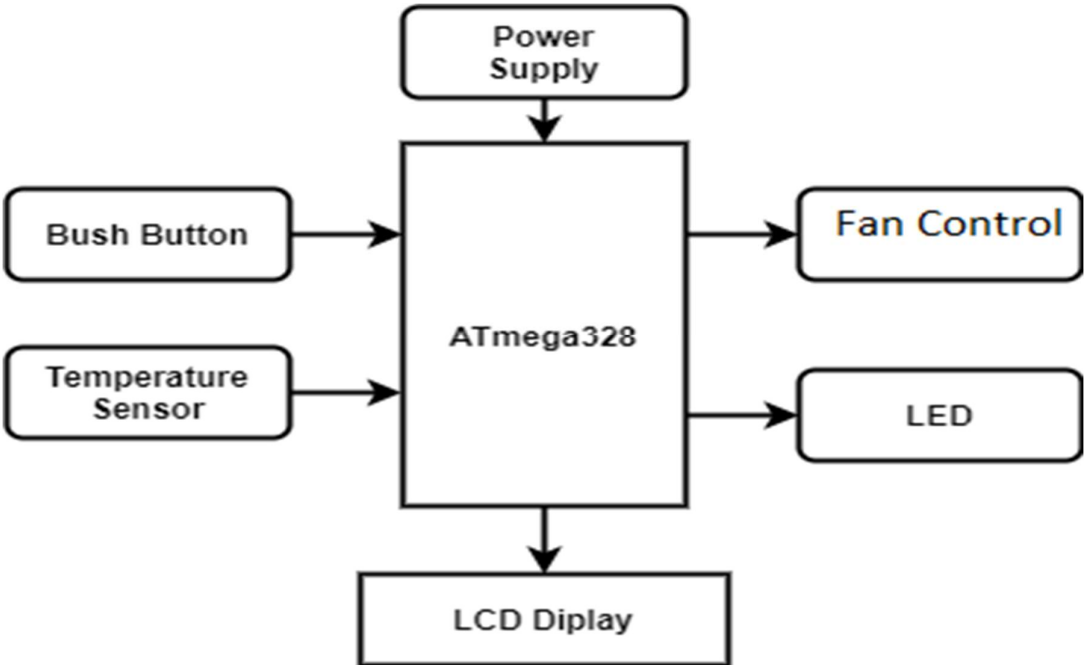 Power
Supply
Bush Button
Fan Control
ATmega328
Temperature
Sensor
LED
LCD Diplay